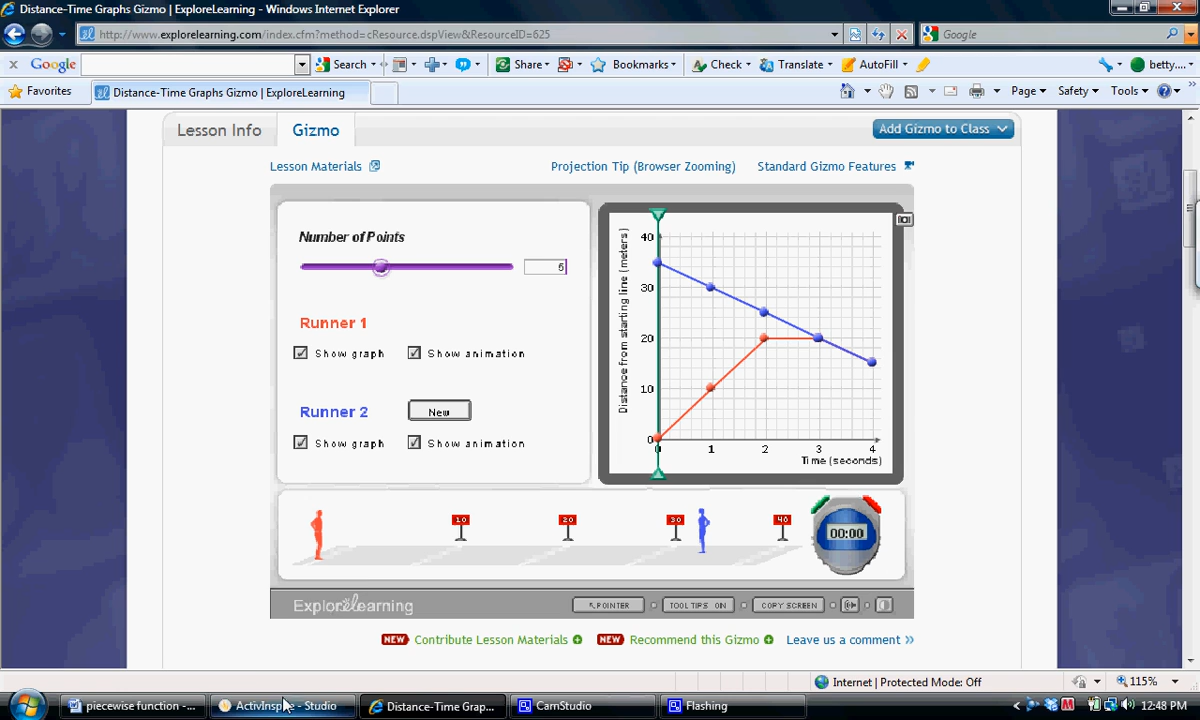 Distance-Time Graphs Gizmo | ExploreLearning - Windows Internet Explorer
http://www.explorelearning.com/index.cfm?method=cResource.dspView&ResourceID=625
Google
x Google Search Share Bookmarks Check Translate AutoFill betty....
Favorites Distance-Time Graphs Gizmo | ExploreLearning Page Safety Tools
Lesson Info Gizmo Add Gizmo to Class
Lesson Materials Projection Tip (Browser Zooming) Standard Gizmo Features
Number of Points
6
Runner 1
Show graph Show animation
Runner 2 New
Show graph Show animation
Distance from starting line (meters)
40
30
20
10
0
0 1 2 3 4
Time (seconds)
10 20 30 40
00:00
ExploreLearning POINTER TOOL TIPS ON COPY SCREEN
NEW Contribute Lesson Materials NEW Recommend this Gizmo Leave us a comment »
Internet | Protected Mode: Off 115%
piecewise function -... ActivInspire - Studio Distance-Time Grap... CamStudio Flashing 12:48 PM